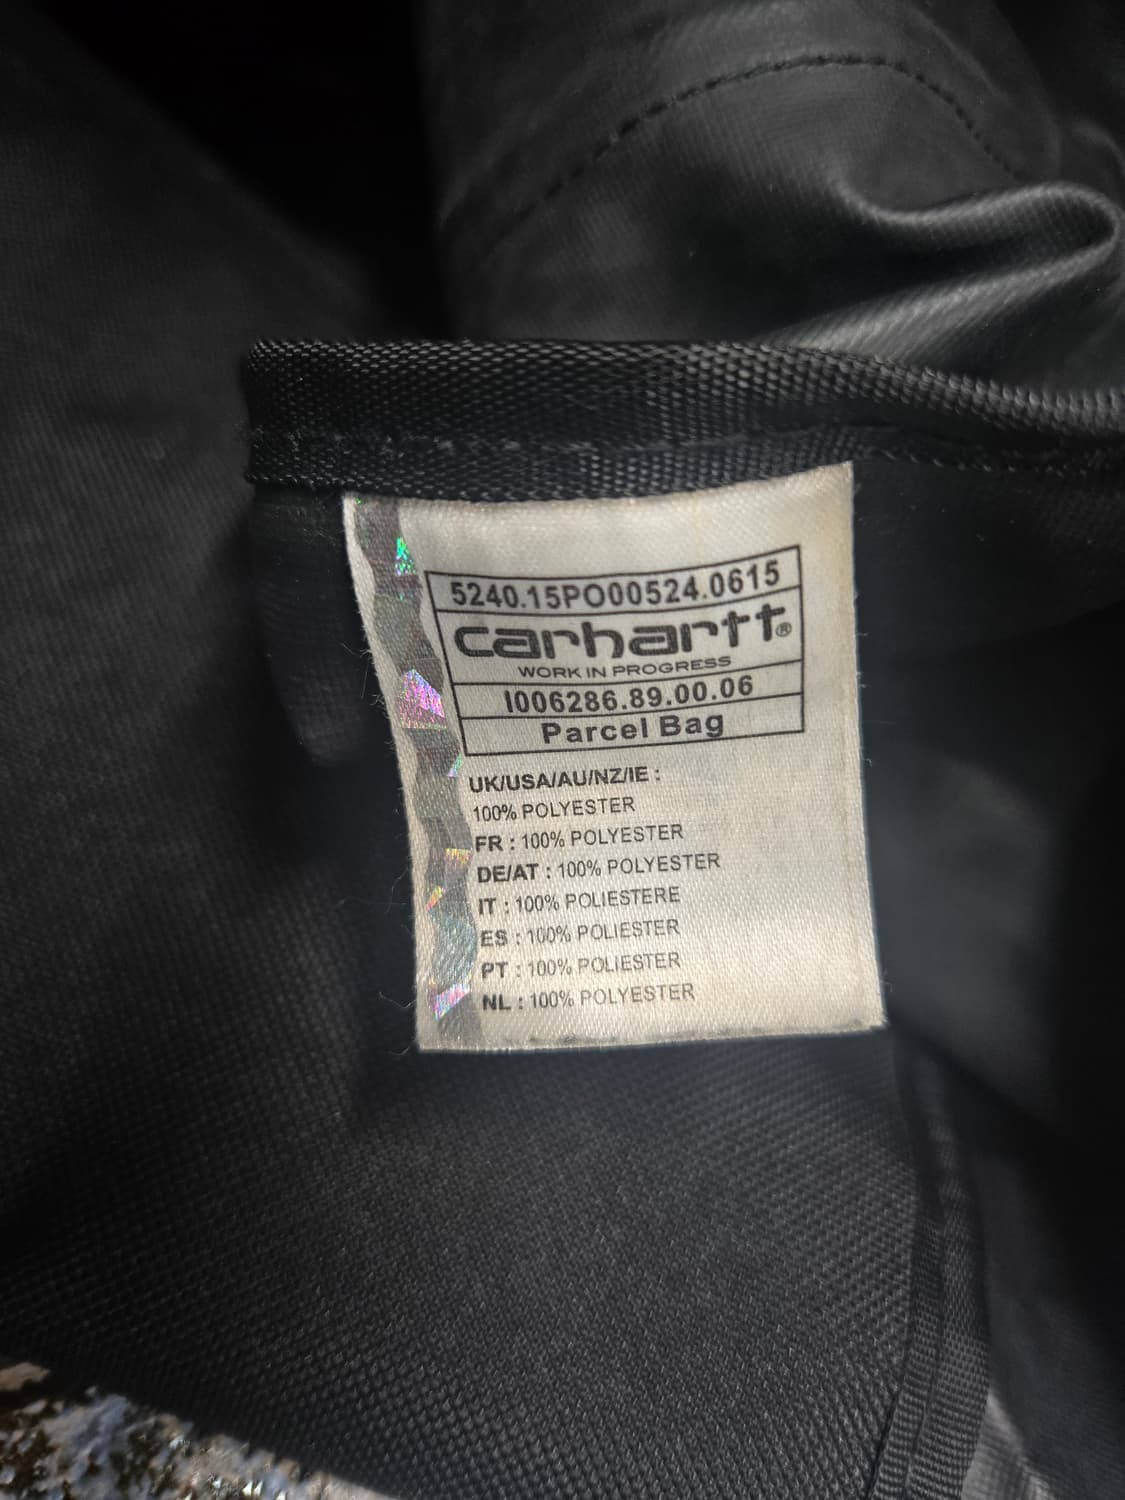 5240.15PO00524.0615
carhartt®
WORK IN PROGRESS
I006286.89.00.06
Parcel Bag
UK/USA/AU/NZ/IE :
100% POLYESTER
FR : 100% POLYESTER
DE/AT : 100% POLYESTER
IT : 100% POLIESTERE
ES : 100% POLIESTER
PT : 100% POLIESTER
NL : 100% POLYESTER